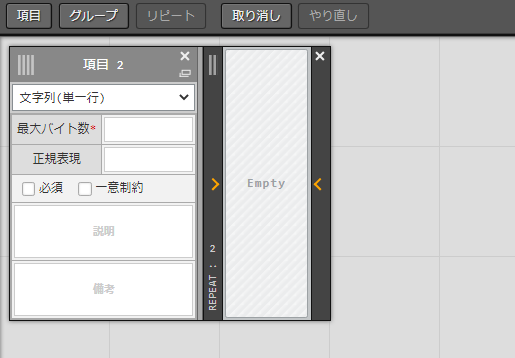 項目 グループ リピート 取り消し やり直し
項目 2
文字列(単一行)
最大バイト数*
正規表現
必須 一意制約
説明
備考
REPEAT : 2
Empty